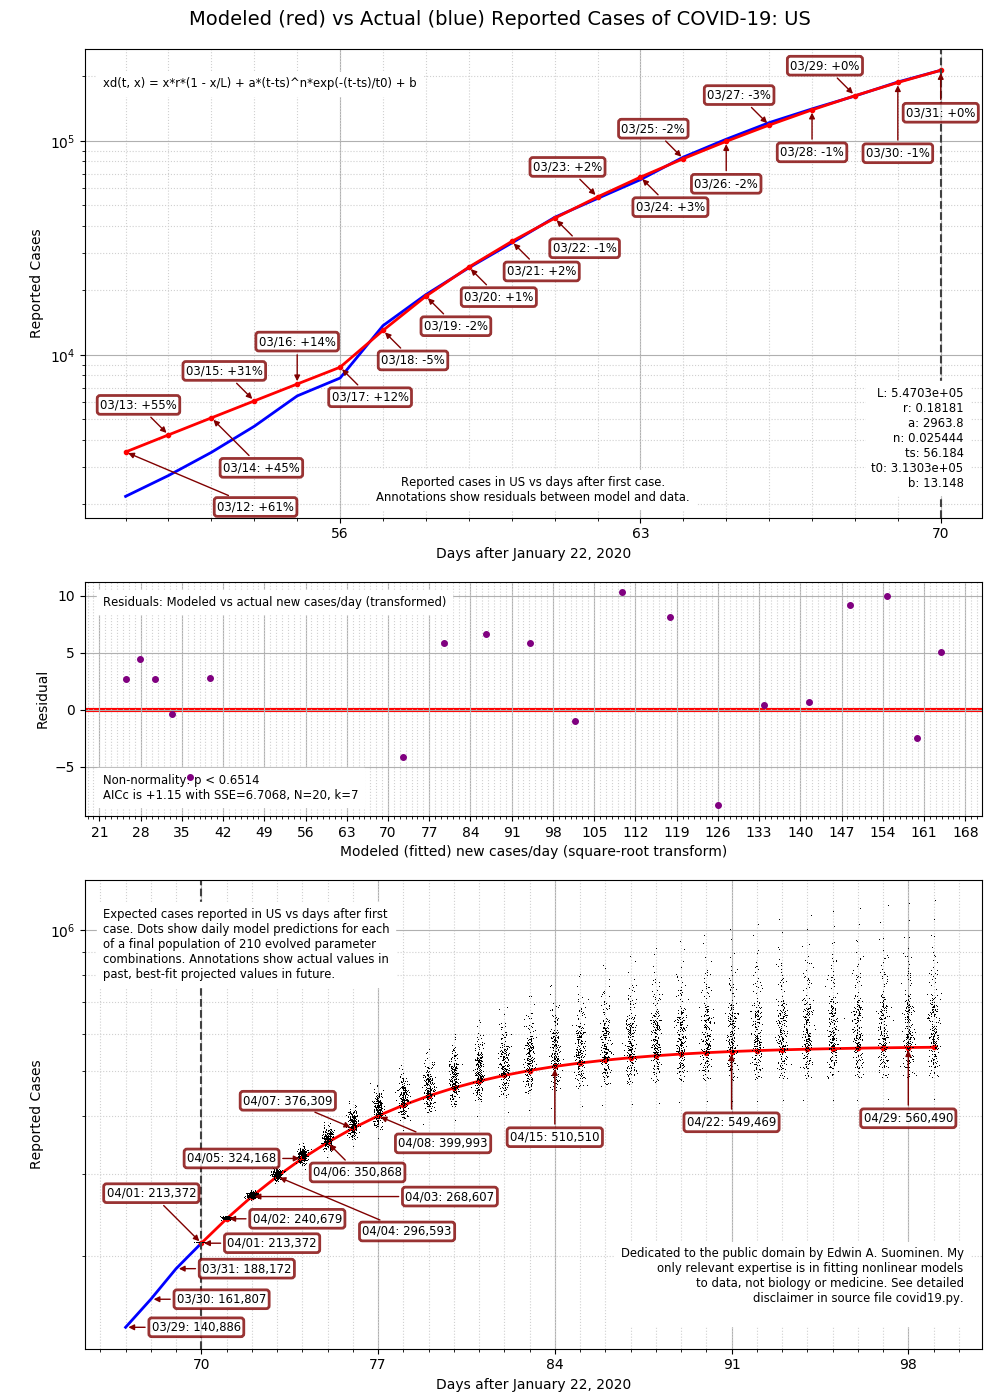 Modeled (red) vs Actual (blue) Reported Cases of COVID-19: US
xd(t, x) = x*r*(1 - x/L) + a*(t-ts)^n*exp(-(t-ts)/t0) + b
03/29: +0%
03/27: -3%
03/31: +0%
03/25: -2%
10^5
03/28: -1%
03/30: -1%
03/23: +2%
03/26: -2%
03/24: +3%
03/22: -1%
03/21: +2%
03/20: +1%
03/19: -2%
03/16: +14%
10^4
03/18: -5%
03/15: +31%
03/17: +12%
03/13: +55%
03/14: +45%
03/12: +61%
Reported Cases
L: 5.4703e+05
r: 0.18181
a: 2963.8
n: 0.025444
ts: 56.184
t0: 3.1303e+05
b: 13.148
Reported cases in US vs days after first case.
Annotations show residuals between model and data.
56 63 70
Days after January 22, 2020
Residuals: Modeled vs actual new cases/day (transformed)
10
5
0
−5
Residual
Non-normality: p < 0.6514
AICc is +1.15 with SSE=6.7068, N=20, k=7
21 28 35 42 49 56 63 70 77 84 91 98 105 112 119 126 133 140 147 154 161 168
Modeled (fitted) new cases/day (square-root transform)
Expected cases reported in US vs days after first
case. Dots show daily model predictions for each
of a final population of 210 evolved parameter
combinations. Annotations show actual values in
past, best-fit projected values in future.
10^6
Reported Cases
04/07: 376,309
04/29: 560,490
04/22: 549,469
04/15: 510,510
04/08: 399,993
04/05: 324,168
04/06: 350,868
04/01: 213,372
04/03: 268,607
04/02: 240,679
04/04: 296,593
04/01: 213,372
03/31: 188,172
03/30: 161,807
03/29: 140,886
Dedicated to the public domain by Edwin A. Suominen. My
only relevant expertise is in fitting nonlinear models
to data, not biology or medicine. See detailed
disclaimer in source file covid19.py.
70 77 84 91 98
Days after January 22, 2020